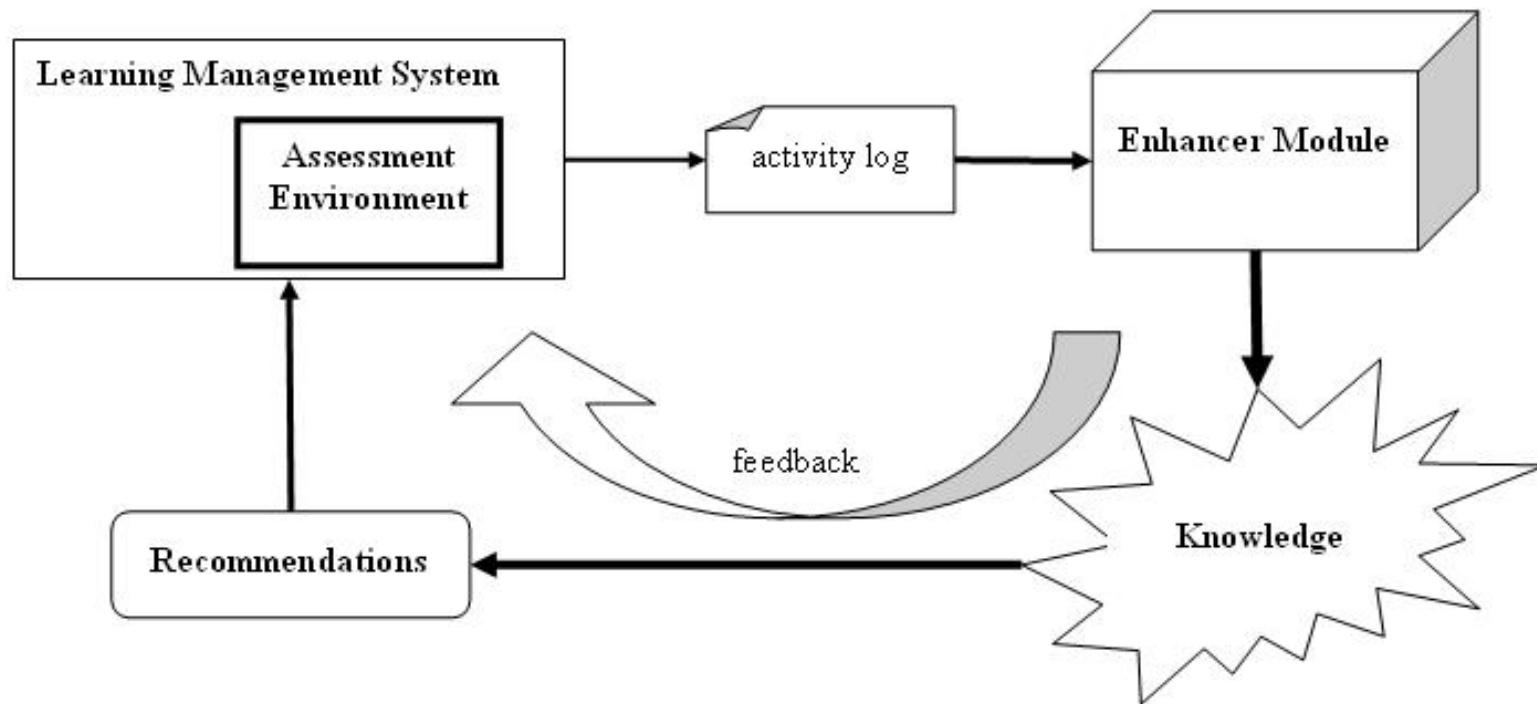 Learning Management System
Assessment
Environment
activity log
Enhancer Module
feedback
Knowledge
Recommendations